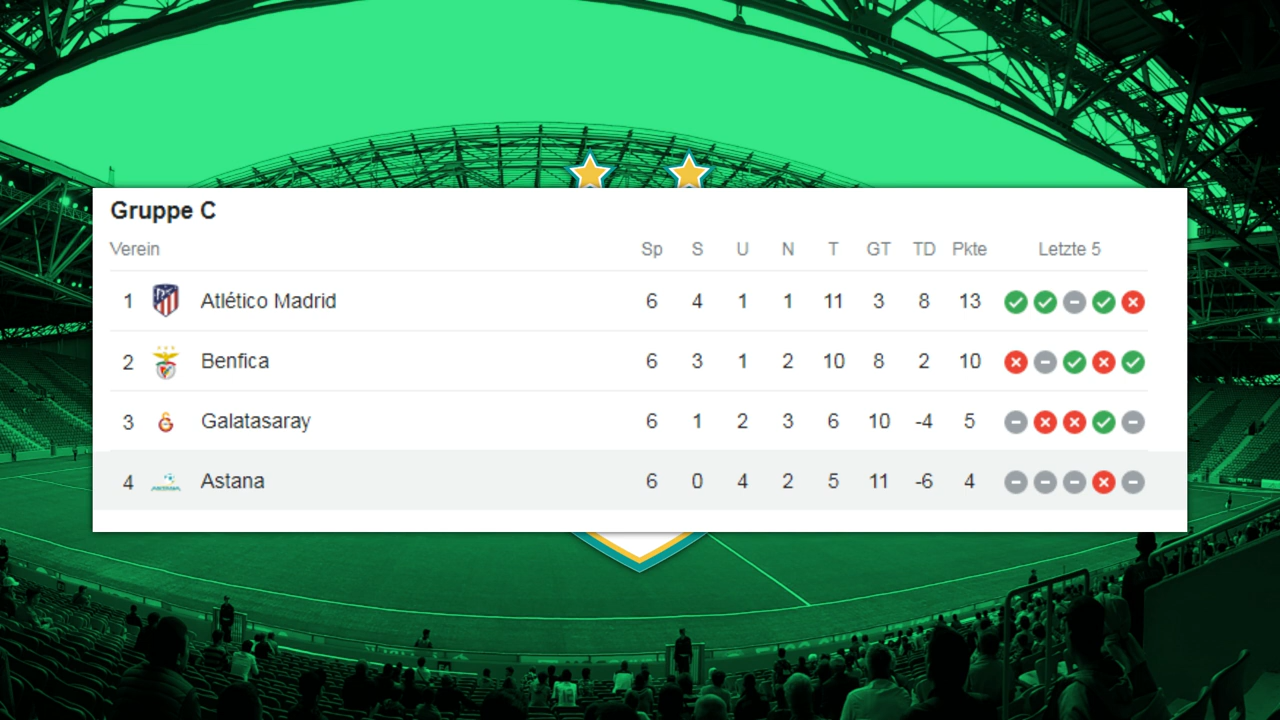 Gruppe C
Verein Sp S U N T GT TD Pkte Letzte 5
1 Atlético Madrid 6 4 1 1 11 3 8 13
2 Benfica 6 3 1 2 10 8 2 10
3 Galatasaray 6 1 2 3 6 10 -4 5
4 Astana 6 0 4 2 5 11 -6 4